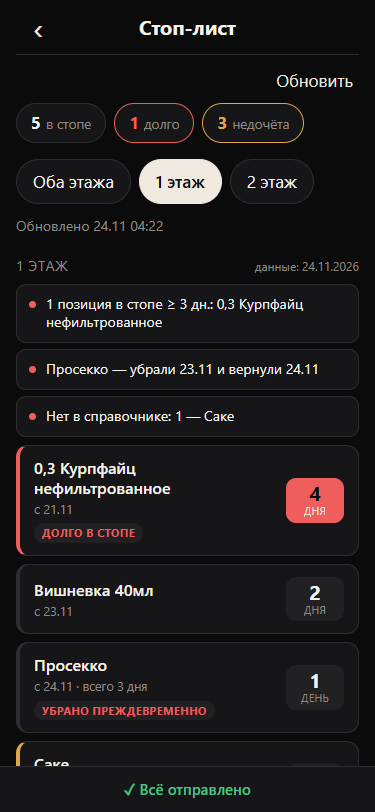 Стоп-лист
Обновить
5 в стопе
1 долго
3 недочёта
Оба этажа
1 этаж
2 этаж
Обновлено 24.11 04:22
1 ЭТАЖ
данные: 24.11.2026
1 позиция в стопе ≥ 3 дн.: 0,3 Курпфайц
нефильтрованное
Просекко — убрали 23.11 и вернули 24.11
Нет в справочнике: 1 — Саке
0,3 Курпфайц
нефильтрованное
с 21.11
ДОЛГО В СТОПЕ
4
ДНЯ
Вишневка 40мл
с 23.11
2
ДНЯ
Просекко
с 24.11 · всего 3 дня
УБРАНО ПРЕЖДЕВРЕМЕННО
1
ДЕНЬ
Саке
✓ Всё отправлено